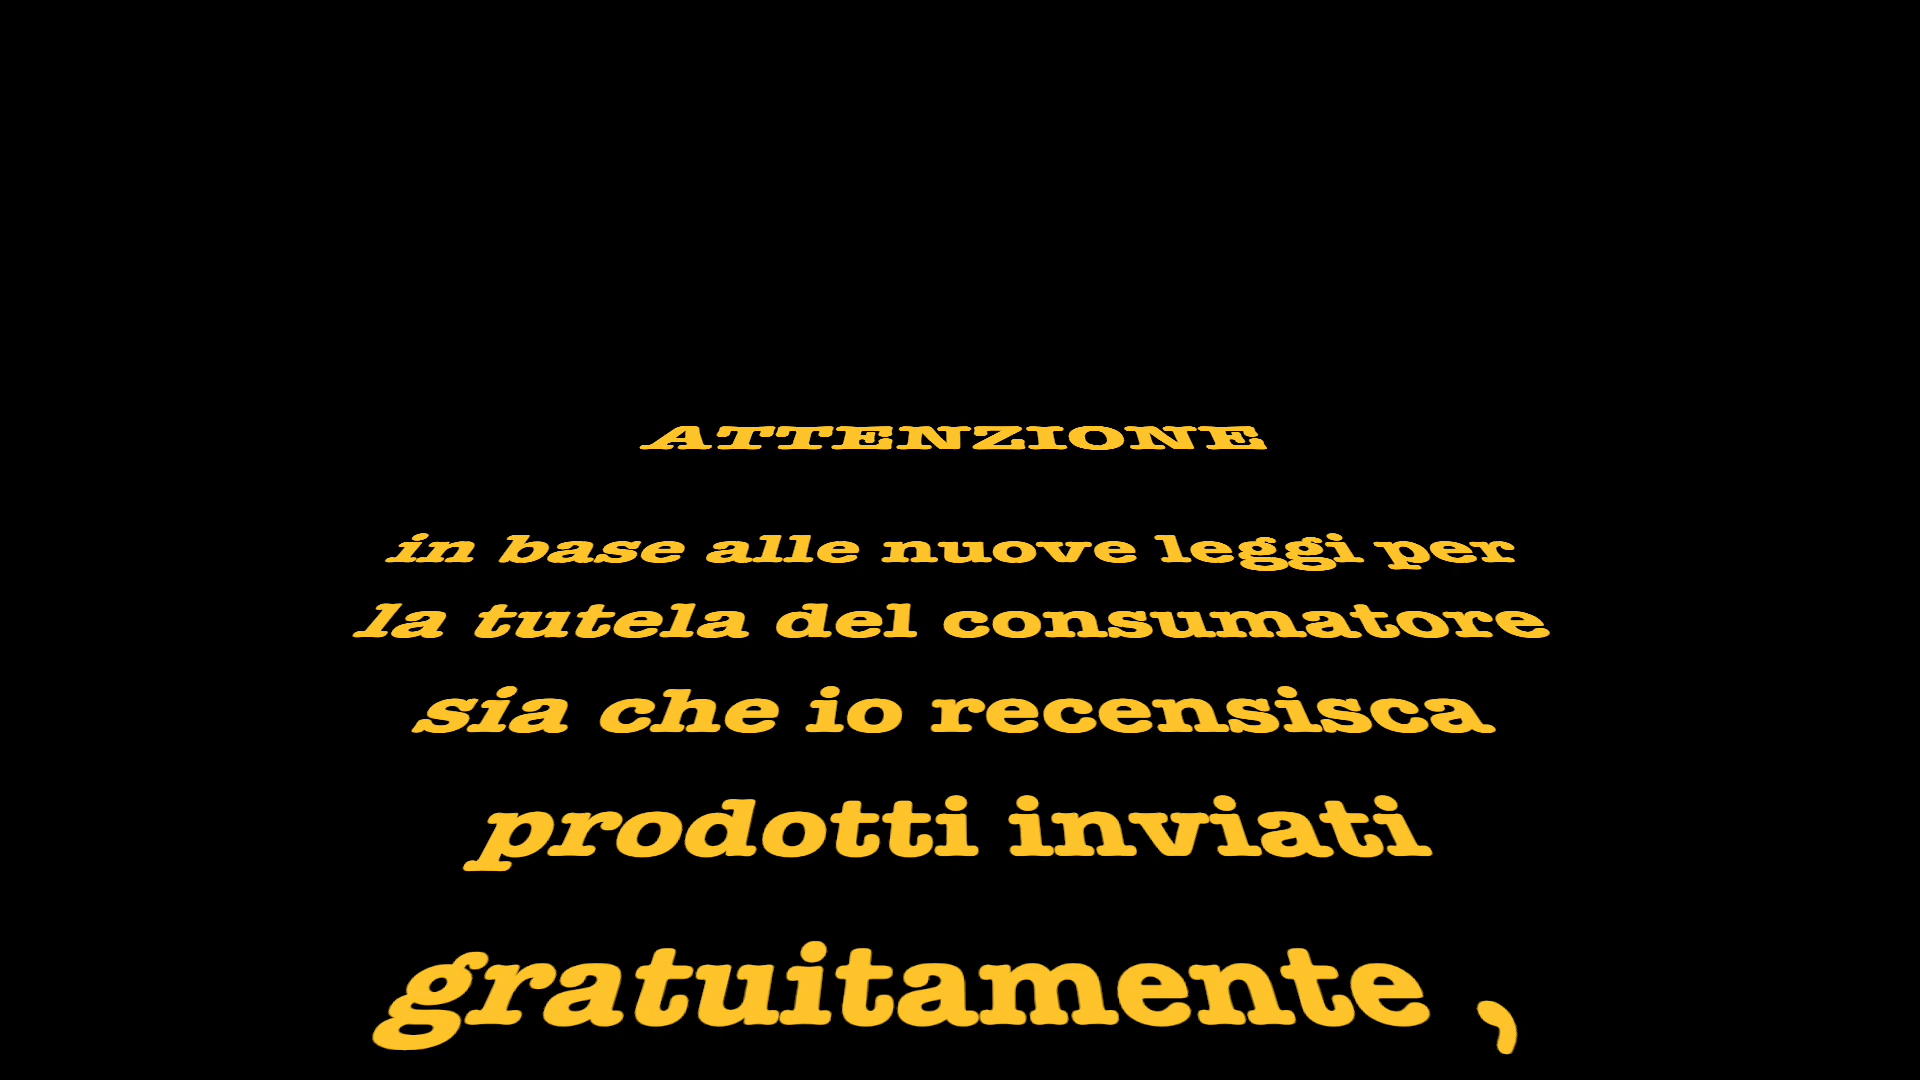 ATTENZIONE
in base alle nuove leggi per
la tutela del consumatore
sia che io recensisca
prodotti inviati
gratuitamente ,